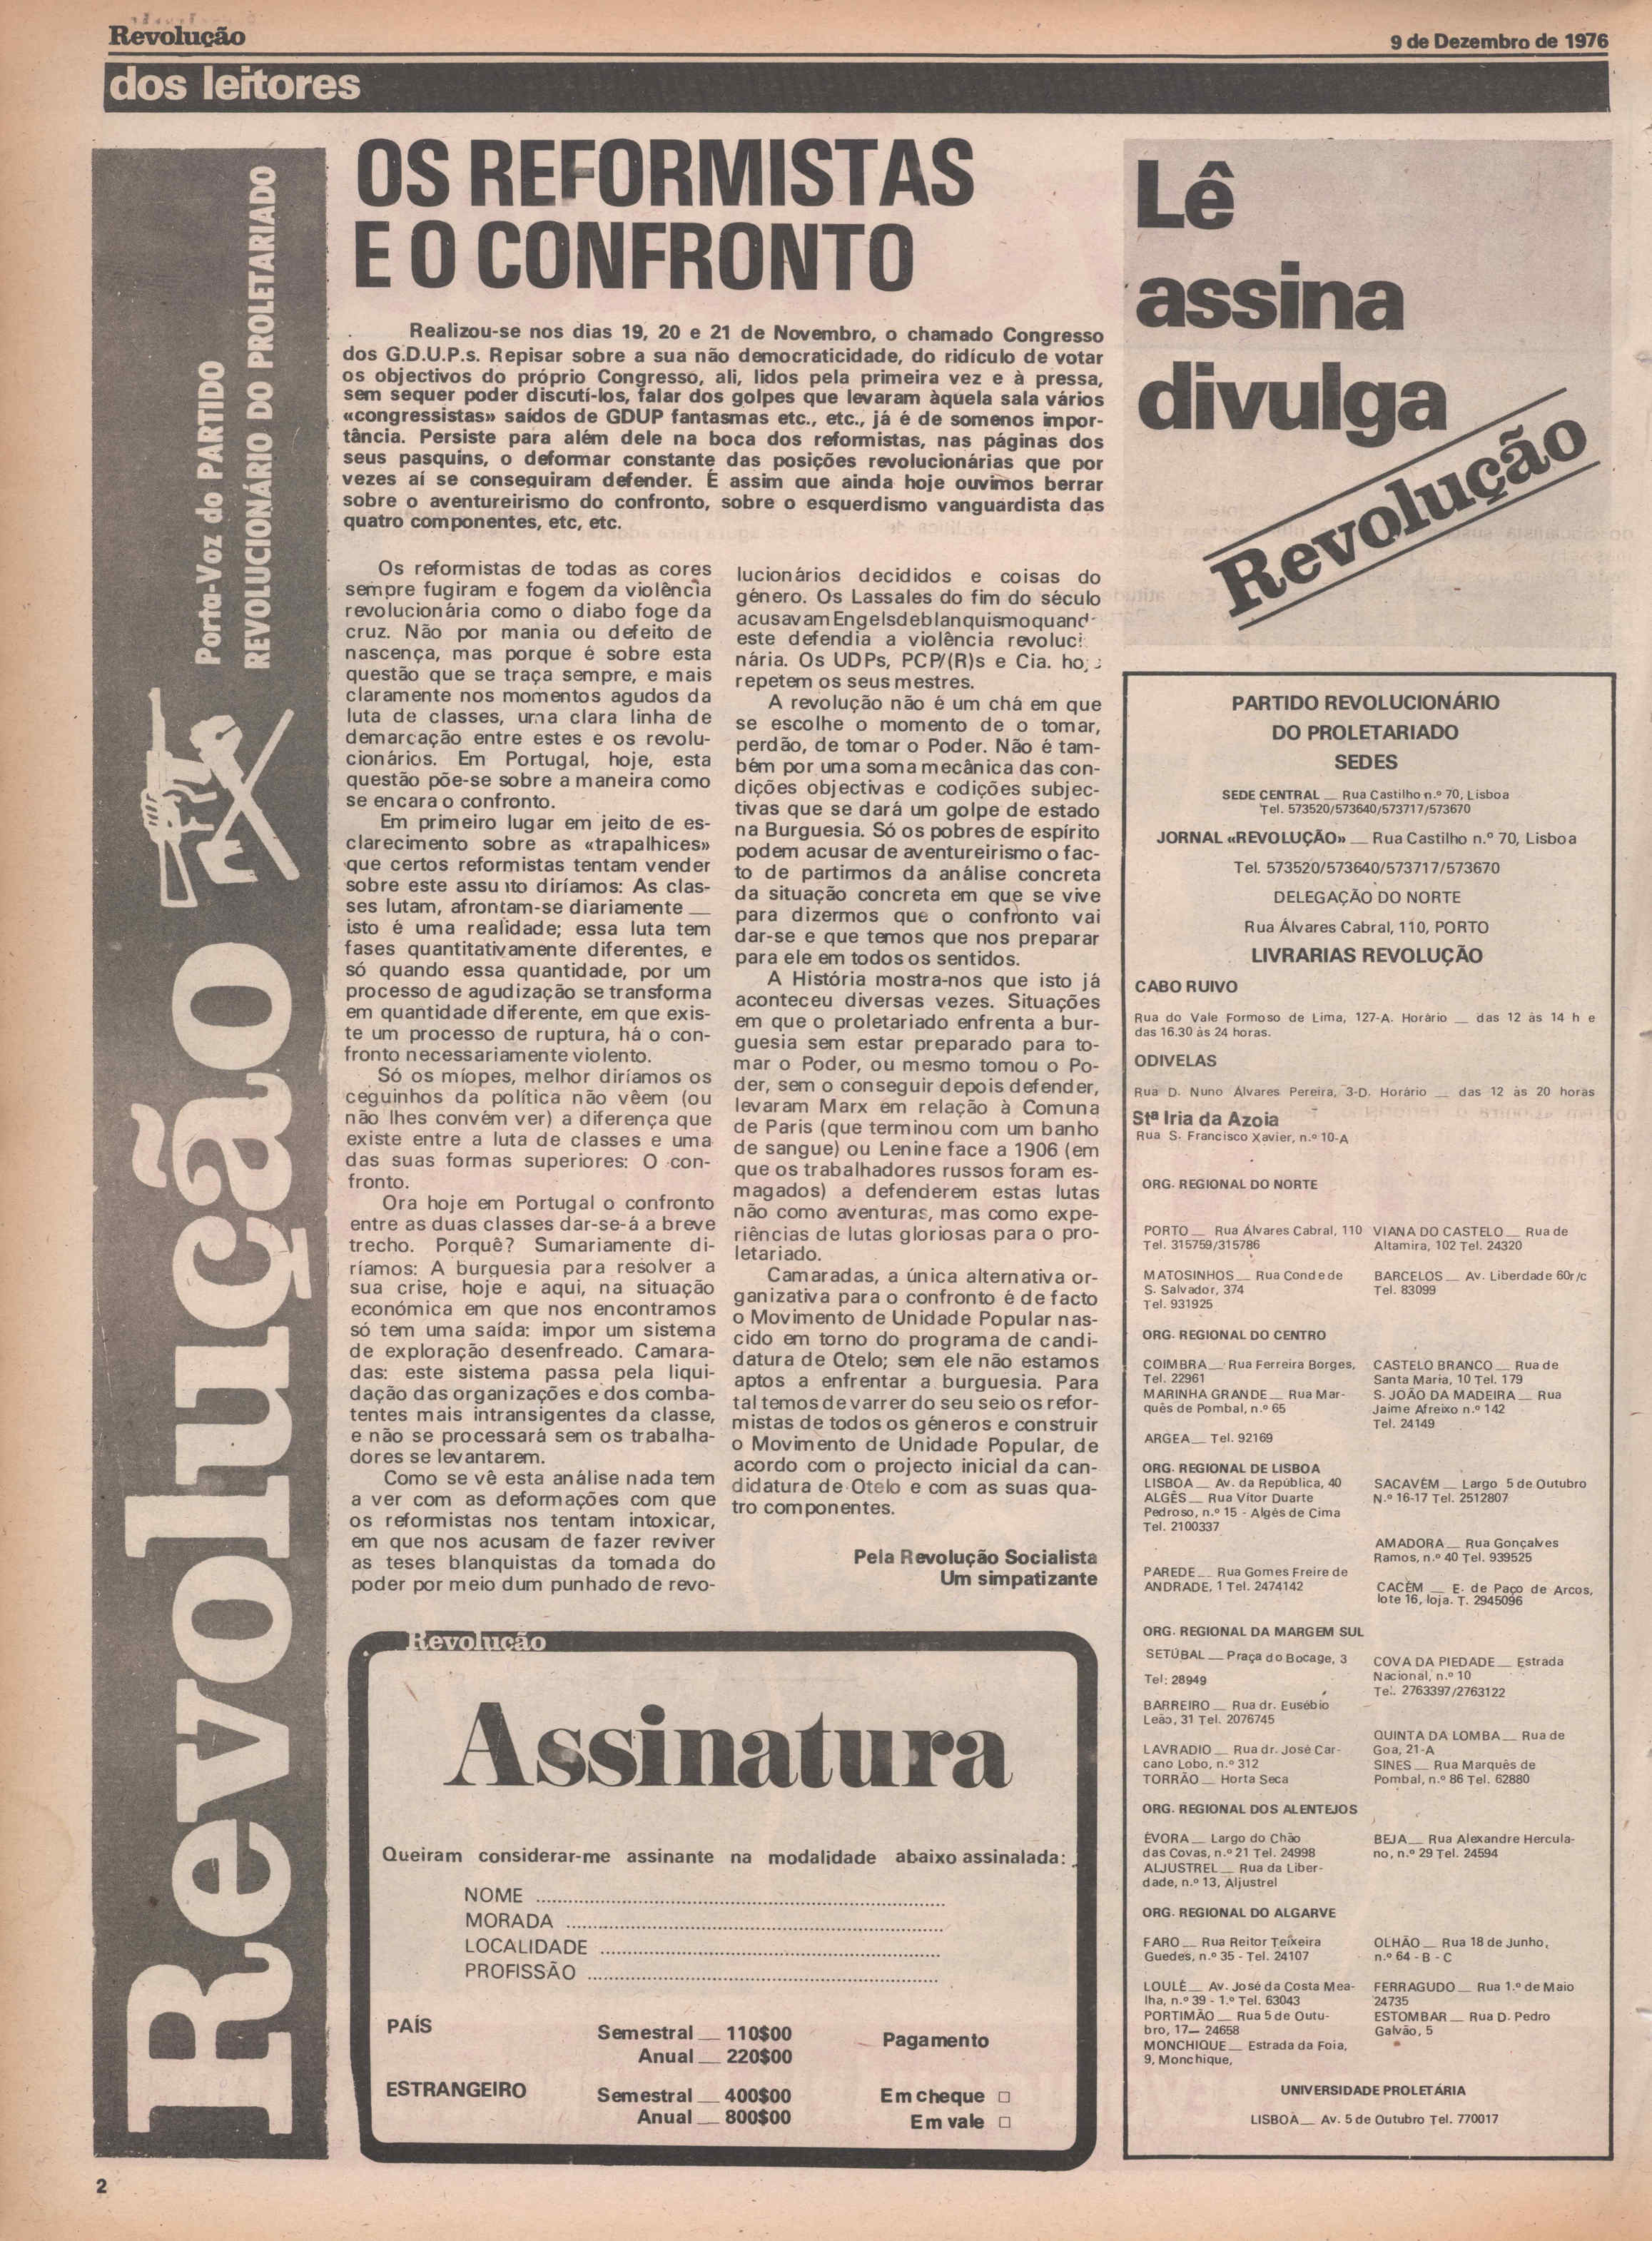 Revolução
9 de Dezembro de 1976
dos leitores
Revolução
Porta-Voz do PARTIDO
REVOLUCIONÁRIO DO PROLETARIADO
OS REFORMISTAS
E O CONFRONTO
Realizou-se nos dias 19, 20 e 21 de Novembro, o chamado Congresso
dos G.D.U.P.s. Repisar sobre a sua não democraticidade, do ridículo de votar
os objectivos do próprio Congresso, ali, lidos pela primeira vez e à pressa,
sem sequer poder discutí-los, falar dos golpes que levaram àquela sala vários
«congressistas» saídos de GDUP fantasmas etc., etc., já é de somenos impor-
tância. Persiste para além dele na boca dos reformistas, nas páginas dos
seus pasquins, o deformar constante das posições revolucionárias que por
vezes aí se conseguiram defender. É assim que ainda hoje ouvimos berrar
sobre o aventureirismo do confronto, sobre o esquerdismo vanguardista das
quatro componentes, etc, etc.
Os reformistas de todas as cores
sempre fugiram e fogem da violência
revolucionária como o diabo foge da
cruz. Não por mania ou defeito de
nascença, mas porque é sobre esta
questão que se traça sempre, e mais
claramente nos momentos agudos da
luta de classes, uma clara linha de
demarcação entre estes e os revolu-
cionários. Em Portugal, hoje, esta
questão põe-se sobre a maneira como
se encara o confronto.
Em primeiro lugar em jeito de es-
clarecimento sobre as «trapalhices»
que certos reformistas tentam vender
sobre este assunto diríamos: As clas-
ses lutam, afrontam-se diariamente __
isto é uma realidade; essa luta tem
fases quantitativamente diferentes, e
só quando essa quantidade, por um
processo de agudização se transforma
em quantidade diferente, em que exis-
te um processo de ruptura, há o con-
fronto necessariamente violento.
Só os míopes, melhor diríamos os
ceguinhos da política não vêem (ou
não lhes convém ver) a diferença que
existe entre a luta de classes e uma
das suas formas superiores: O con-
fronto.
Ora hoje em Portugal o confronto
entre as duas classes dar-se-á a breve
trecho. Porquê? Sumariamente di-
ríamos: A burguesia para resolver a
sua crise, hoje e aqui, na situação
económica em que nos encontramos
só tem uma saída: impor um sistema
de exploração desenfreado. Camara-
das: este sistema passa pela liqui-
dação das organizações e dos comba-
tentes mais intransigentes da classe,
e não se processará sem os trabalha-
dores se levantarem.
Como se vê esta análise nada tem
a ver com as deformações com que
os reformistas nos tentam intoxicar,
em que nos acusam de fazer reviver
as teses blanquistas da tomada do
poder por meio dum punhado de revo-
lucionários decididos e coisas do
género. Os Lassales do fim do século
acusavam Engels de blanquismo quand
este defendia a violência revoluci
nária. Os UDPs, PCP/(R)s e Cia. hoje
repetem os seus mestres.
A revolução não é um chá em que
se escolhe o momento de o tomar,
perdão, de tomar o Poder. Não é tam-
bém por uma soma mecânica das con-
dições objectivas e codições subjec-
tivas que se dará um golpe de estado
na Burguesia. Só os pobres de espírito
podem acusar de aventureirismo o fac-
to de partirmos da análise concreta
da situação concreta em que se vive
para dizermos que o confronto vai
dar-se e que temos que nos preparar
para ele em todos os sentidos.
A História mostra-nos que isto já
aconteceu diversas vezes. Situações
em que o proletariado enfrenta a bur-
guesia sem estar preparado para to-
mar o Poder, ou mesmo tomou o Po-
der, sem o conseguir depois defender,
levaram Marx em relação à Comuna
de Paris (que terminou com um banho
de sangue) ou Lenine face a 1906 (em
que os trabalhadores russos foram es-
magados) a defenderem estas lutas
não como aventuras, mas como expe-
riências de lutas gloriosas para o pro-
letariado.
Camaradas, a única alternativa or-
ganizativa para o confronto é de facto
o Movimento de Unidade Popular nas-
cido em torno do programa de candi-
datura de Otelo; sem ele não estamos
aptos a enfrentar a burguesia. Para
tal temos de varrer do seu seio os refor-
mistas de todos os géneros e construir
o Movimento de Unidade Popular, de
acordo com o projecto inicial da can-
didatura de Otelo e com as suas qua-
tro componentes.
Pela Revolução Socialista
Um simpatizante
Revolução
Assinatura
Queiram considerar-me assinante na modalidade abaixo assinalada:
NOME
MORADA
LOCALIDADE
PROFISSÃO
PAÍS
Semestral __ 110$00
Anual __ 220$00
Pagamento
ESTRANGEIRO
Semestral __ 400$00
Anual __ 800$00
Em cheque □
Em vale □
Lê
assina
divulga
Revolução
PARTIDO REVOLUCIONÁRIO
DO PROLETARIADO
SEDES
SEDE CENTRAL __ Rua Castilho n.º 70, Lisboa
Tel. 573520/573640/573717/573670
JORNAL «REVOLUÇÃO» __ Rua Castilho n.º 70, Lisboa
Tel. 573520/573640/573717/573670
DELEGAÇÃO DO NORTE
Rua Álvares Cabral, 110, PORTO
LIVRARIAS REVOLUÇÃO
CABO RUIVO
Rua do Vale Formoso de Lima, 127-A. Horário __ das 12 às 14 h e
das 16.30 às 24 horas.
ODIVELAS
Rua D. Nuno Álvares Pereira, 3-D. Horário __ das 12 às 20 horas
Stª Iria da Azoia
Rua S. Francisco Xavier, n.º 10-A
ORG. REGIONAL DO NORTE
PORTO __ Rua Álvares Cabral, 110
Tel. 315759/315786
VIANA DO CASTELO __ Rua de
Altamira, 102 Tel. 24320
MATOSINHOS __ Rua Conde de
S. Salvador, 374
Tel. 931925
BARCELOS __ Av. Liberdade 60r/c
Tel. 83099
ORG. REGIONAL DO CENTRO
COIMBRA __ Rua Ferreira Borges,
Tel. 22961
MARINHA GRANDE __ Rua Mar-
quês de Pombal, n.º 65
CASTELO BRANCO __ Rua de
Santa Maria, 10 Tel. 179
S. JOÃO DA MADEIRA __ Rua
Jaime Afreixo n.º 142
Tel. 24149
ARGEA __ Tel. 92169
ORG. REGIONAL DE LISBOA
LISBOA __ Av. da República, 40
ALGÉS __ Rua Vitor Duarte
Pedroso, n.º 15 - Algés de Cima
Tel. 2100337
SACAVÉM __ Largo 5 de Outubro
N.º 16-17 Tel. 2512807
AMADORA __ Rua Gonçalves
Ramos, n.º 40 Tel. 939525
PAREDE __ Rua Gomes Freire de
ANDRADE, 1 Tel. 2474142
CACÉM __ E. de Paço de Arcos,
lote 16, loja. T. 2945096
ORG. REGIONAL DA MARGEM SUL
SETÚBAL __ Praça do Bocage, 3
Tel: 28949
COVA DA PIEDADE __ Estrada
Nacional, n.º 10
Tel. 2763397/2763122
BARREIRO __ Rua dr. Eusébio
Leão, 31 Tel. 2076745
QUINTA DA LOMBA __ Rua de
Goa, 21-A
LAVRADIO __ Rua dr. José Car-
cano Lobo, n.º 312
TORRÃO __ Horta Seca
SINES __ Rua Marquês de
Pombal, n.º 86 Tel. 62880
ORG. REGIONAL DOS ALENTEJOS
ÉVORA __ Largo do Chão
das Covas, n.º 21 Tel. 24998
ALJUSTREL __ Rua da Liber-
dade, n.º 13, Aljustrel
BEJA __ Rua Alexandre Hercula-
no, n.º 29 Tel. 24594
ORG. REGIONAL DO ALGARVE
FARO __ Rua Reitor Teixeira
Guedes, n.º 35 - Tel. 24107
OLHÃO __ Rua 18 de Junho,
n.º 64 - B - C
LOULÉ __ Av. José da Costa Mea-
lha, n.º 39 - 1.º Tel. 63043
PORTIMÃO __ Rua 5 de Outu-
bro, 17 __ 24658
MONCHIQUE __ Estrada da Foia,
9, Monchique,
FERRAGUDO __ Rua 1.º de Maio
24735
ESTOMBAR __ Rua D. Pedro
Galvão, 5
UNIVERSIDADE PROLETÁRIA
LISBOA __ Av. 5 de Outubro Tel. 770017
2